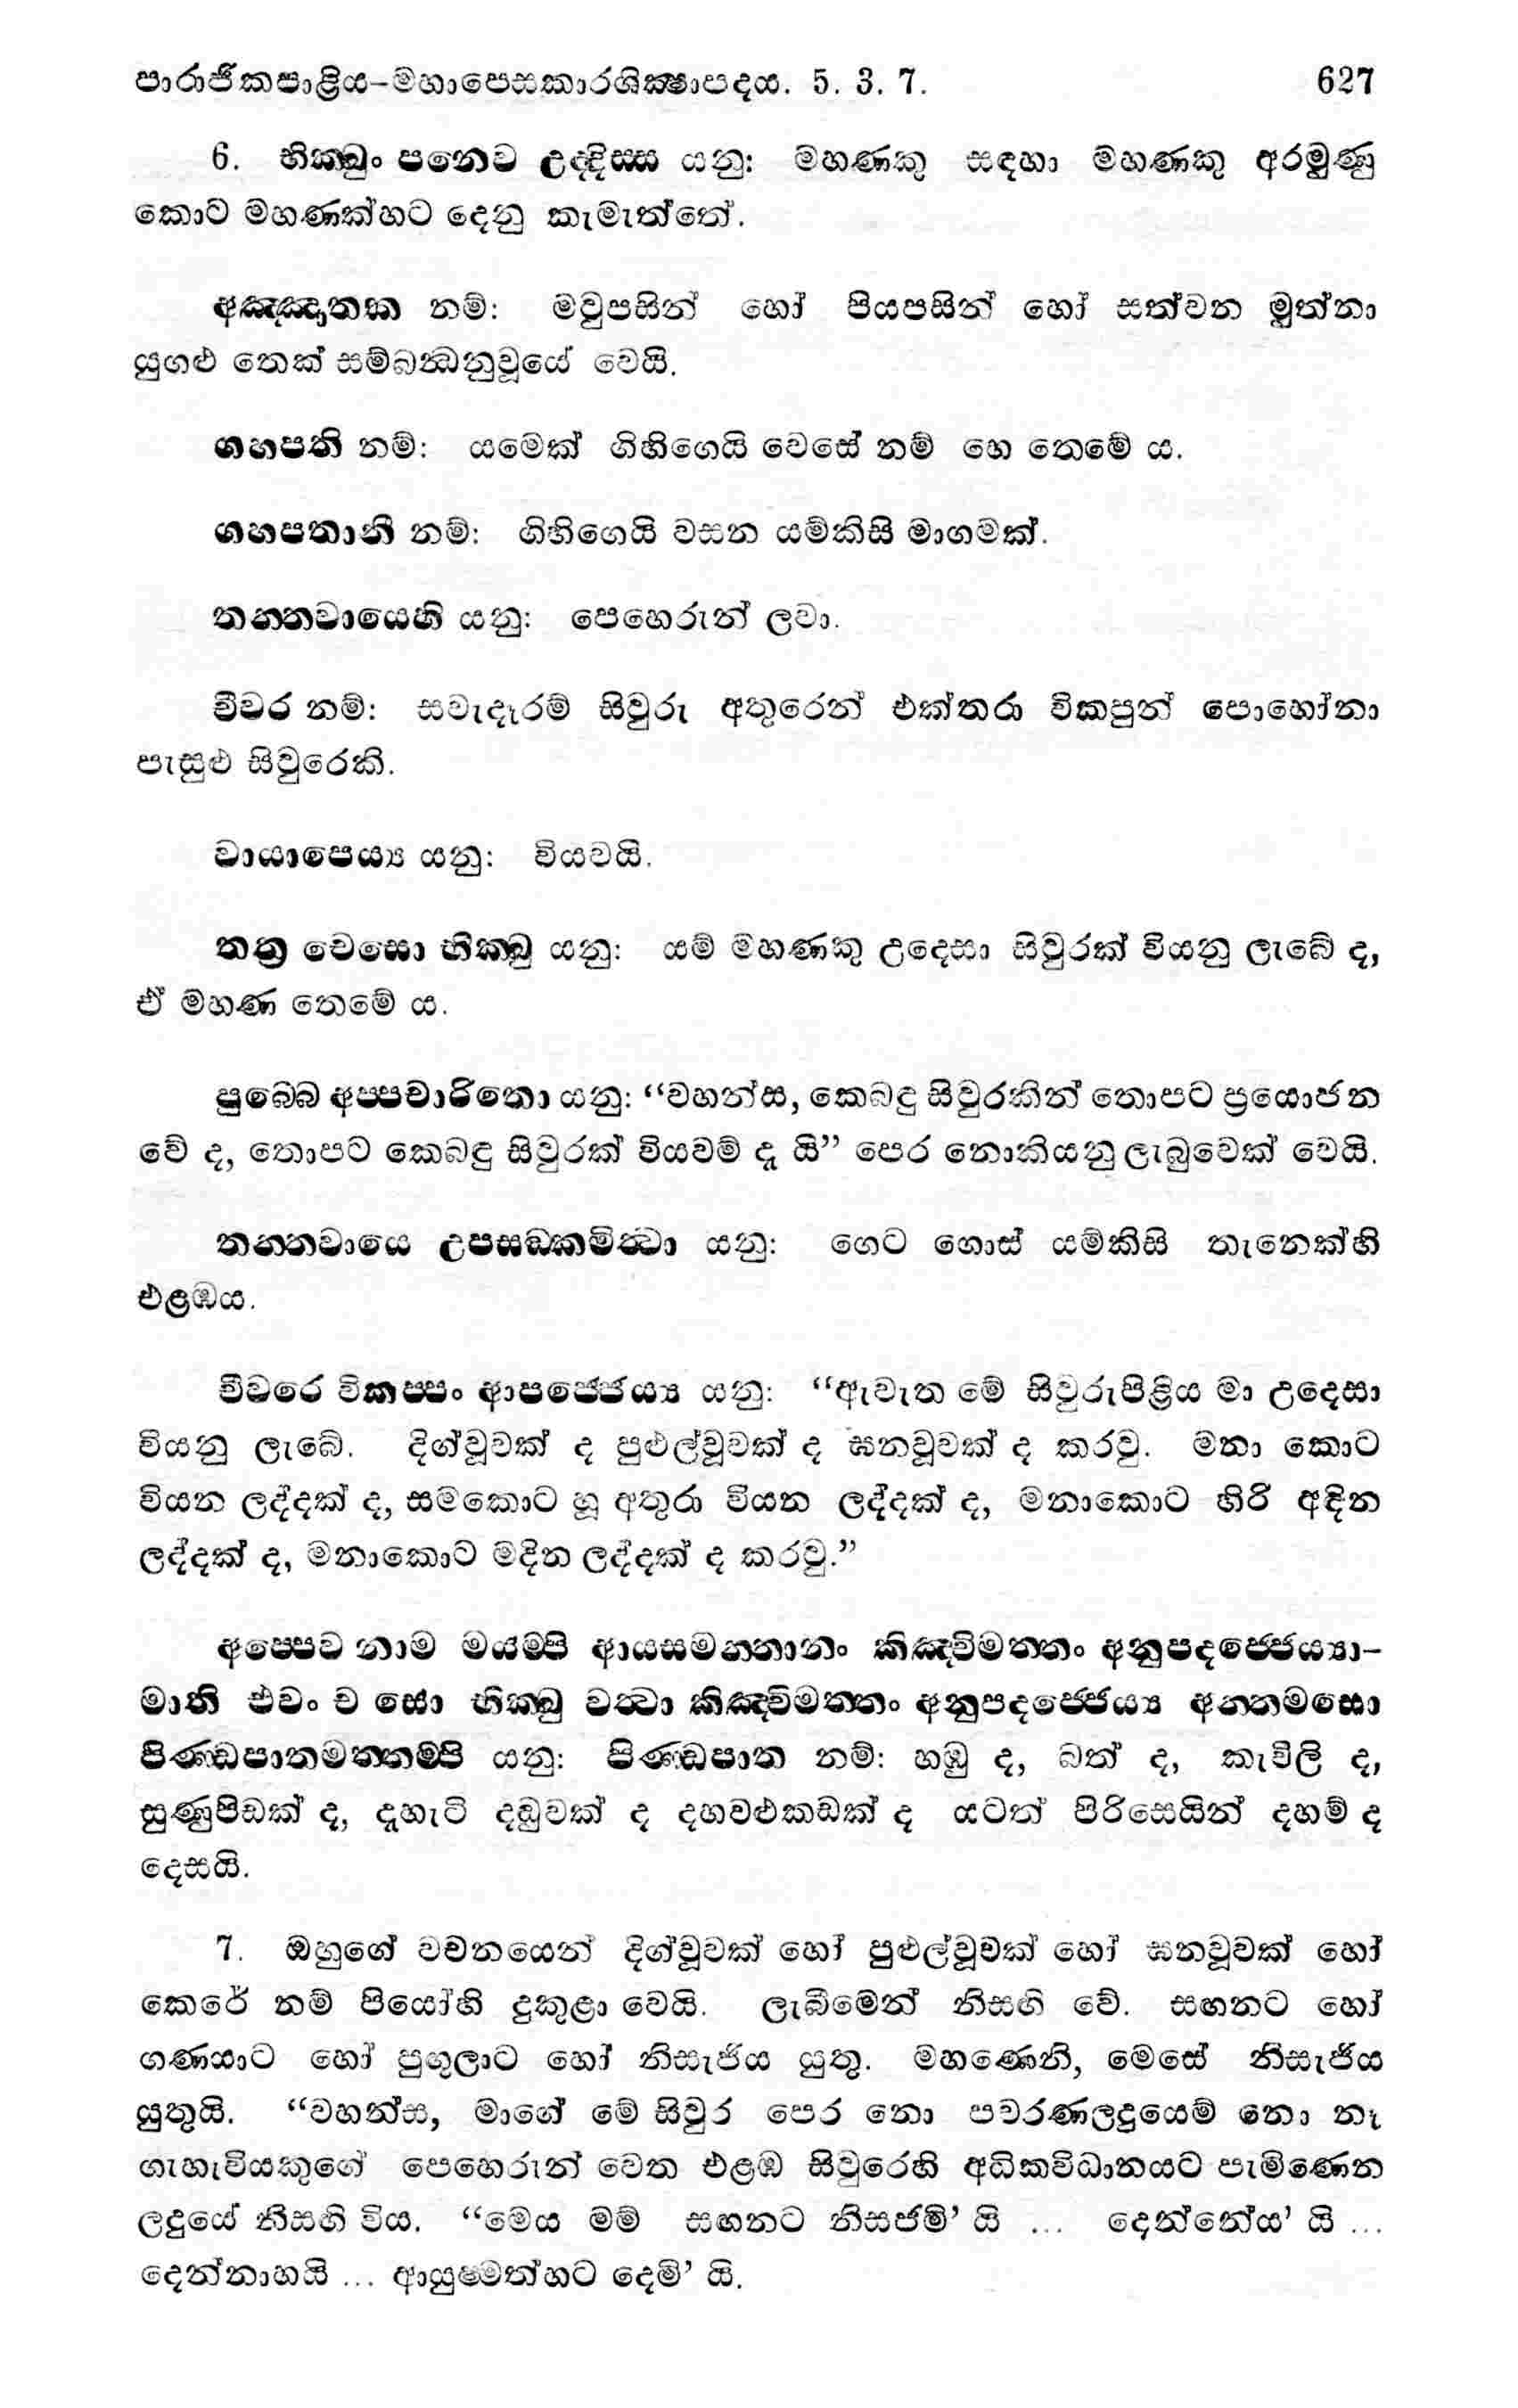 පාරාජිකපාළිය-මහාපෙසකාරශික්‍ෂාපදය. 5. 3. 7. 627
6. භික්ඛුං පනෙව උද්දිස්ස යනු: මහණකු සඳහා මහණකු අරමුණු
කොට මහණක්හට දෙනු කැමැත්තේ.
අඤ්ඤාතක නම්: මවුපසින් හෝ පියපසින් හෝ සත්වන මුත්නා
යුගළු තෙක් සම්බන්‍ධනුවූයේ වෙයි.
ගහපති නම්: යමෙක් ගිහිගෙයි වෙසේ නම් හෙ තෙමේ ය.
ගහපතානි නම්: ගිහිගෙයි වසන යම්කිසි මාගමක්.
තන්තවායෙහි යනු: පෙහෙරුන් ලවා.
චීවර නම්: සවැදෑරම් සිවුරු අතුරෙන් එක්තරා විකපුන් පොහෝනා
පැසුළු සිවුරෙකි.
වායාපෙය්‍ය යනු: වියවයි.
තත්‍ර චෙසො භික්ඛු යනු: යම් මහණකු උදෙසා සිවුරක් වියනු ලැබේ ද,
ඒ මහණ තෙමේ ය.
පුබ්බෙ අප්පවාරිතො යනු: “වහන්ස, කෙබඳු සිවුරකින් තොපට ප්‍රයොජන
වේ ද, තොපට කෙබඳු සිවුරක් වියවම් දැ යි” පෙර නොකියනු ලැබුවෙක් වෙයි.
තන්තවායෙ උපසඞ්කමිත්‍වා යනු: ගෙට ගොස් යම්කිසි තැනෙක්හි
එළඹය.
චීවරෙ විකප්පං ආපජ්ජෙය්‍ය යනු: “ඇවැත මේ සිවුරුපිළිය මා උදෙසා
වියනු ලැබේ. දිග්වූවක් ද පුළුල්වූවක් ද ඝනවූවක් ද කරවු. මනා කොට
වියන ලද්දක් ද, සමකොට හූ අතුරා වියන ලද්දක් ද, මනාකොට හිරි අඳින
ලද්දක් ද, මනාකොට මදින ලද්දක් ද කරවු.”
අප්පෙව නාම මයම්පි ආයස්මන්තානං කිඤ්චිමත්තං අනුපදජ්ජෙය්‍යා-
මාති එවං ච සො භික්ඛු වත්‍වා කිඤ්චිමත්තං අනුපදජ්ජෙය්‍ය අන්තමසො
පිණ්ඩපාතමත්තම්පි යනු: පිණ්ඩපාත නම්: හඹු ද, බත් ද, කැවිලි ද,
සුණුපිඩක් ද, දැහැටි දඬුවක් ද දහවළුකඩක් ද යටත් පිරිසෙයින් දහම් ද
දෙසයි.
7. ඔහුගේ වචනයෙන් දිග්වූවක් හෝ පුළුල්වූවක් හෝ ඝනවූවක් හෝ
කෙරේ නම් පියෝහි දුකුළා වෙයි. ලැබීමෙන් නිසඟි වේ. සඟනට හෝ
ගණයාට හෝ පුඟුලාට හෝ නිසැජිය යුතු. මහණෙනි, මෙසේ නිසැජිය
යුතුයි. “වහන්ස, මාගේ මේ සිවුර පෙර නො පවරණලදුයෙම් නො නෑ
ගැහැවියකුගේ පෙහෙරුන් වෙත එළඹ සිවුරෙහි අධිකවිධානයට පැමිණෙන
ලදුයේ නිසඟි විය. “මෙය මම් සඟනට නිසජමි’ යි ... දෙන්නේය’ යි ...
දෙන්නාහයි ... ආයුෂ්මත්හට දෙමි’ යි.